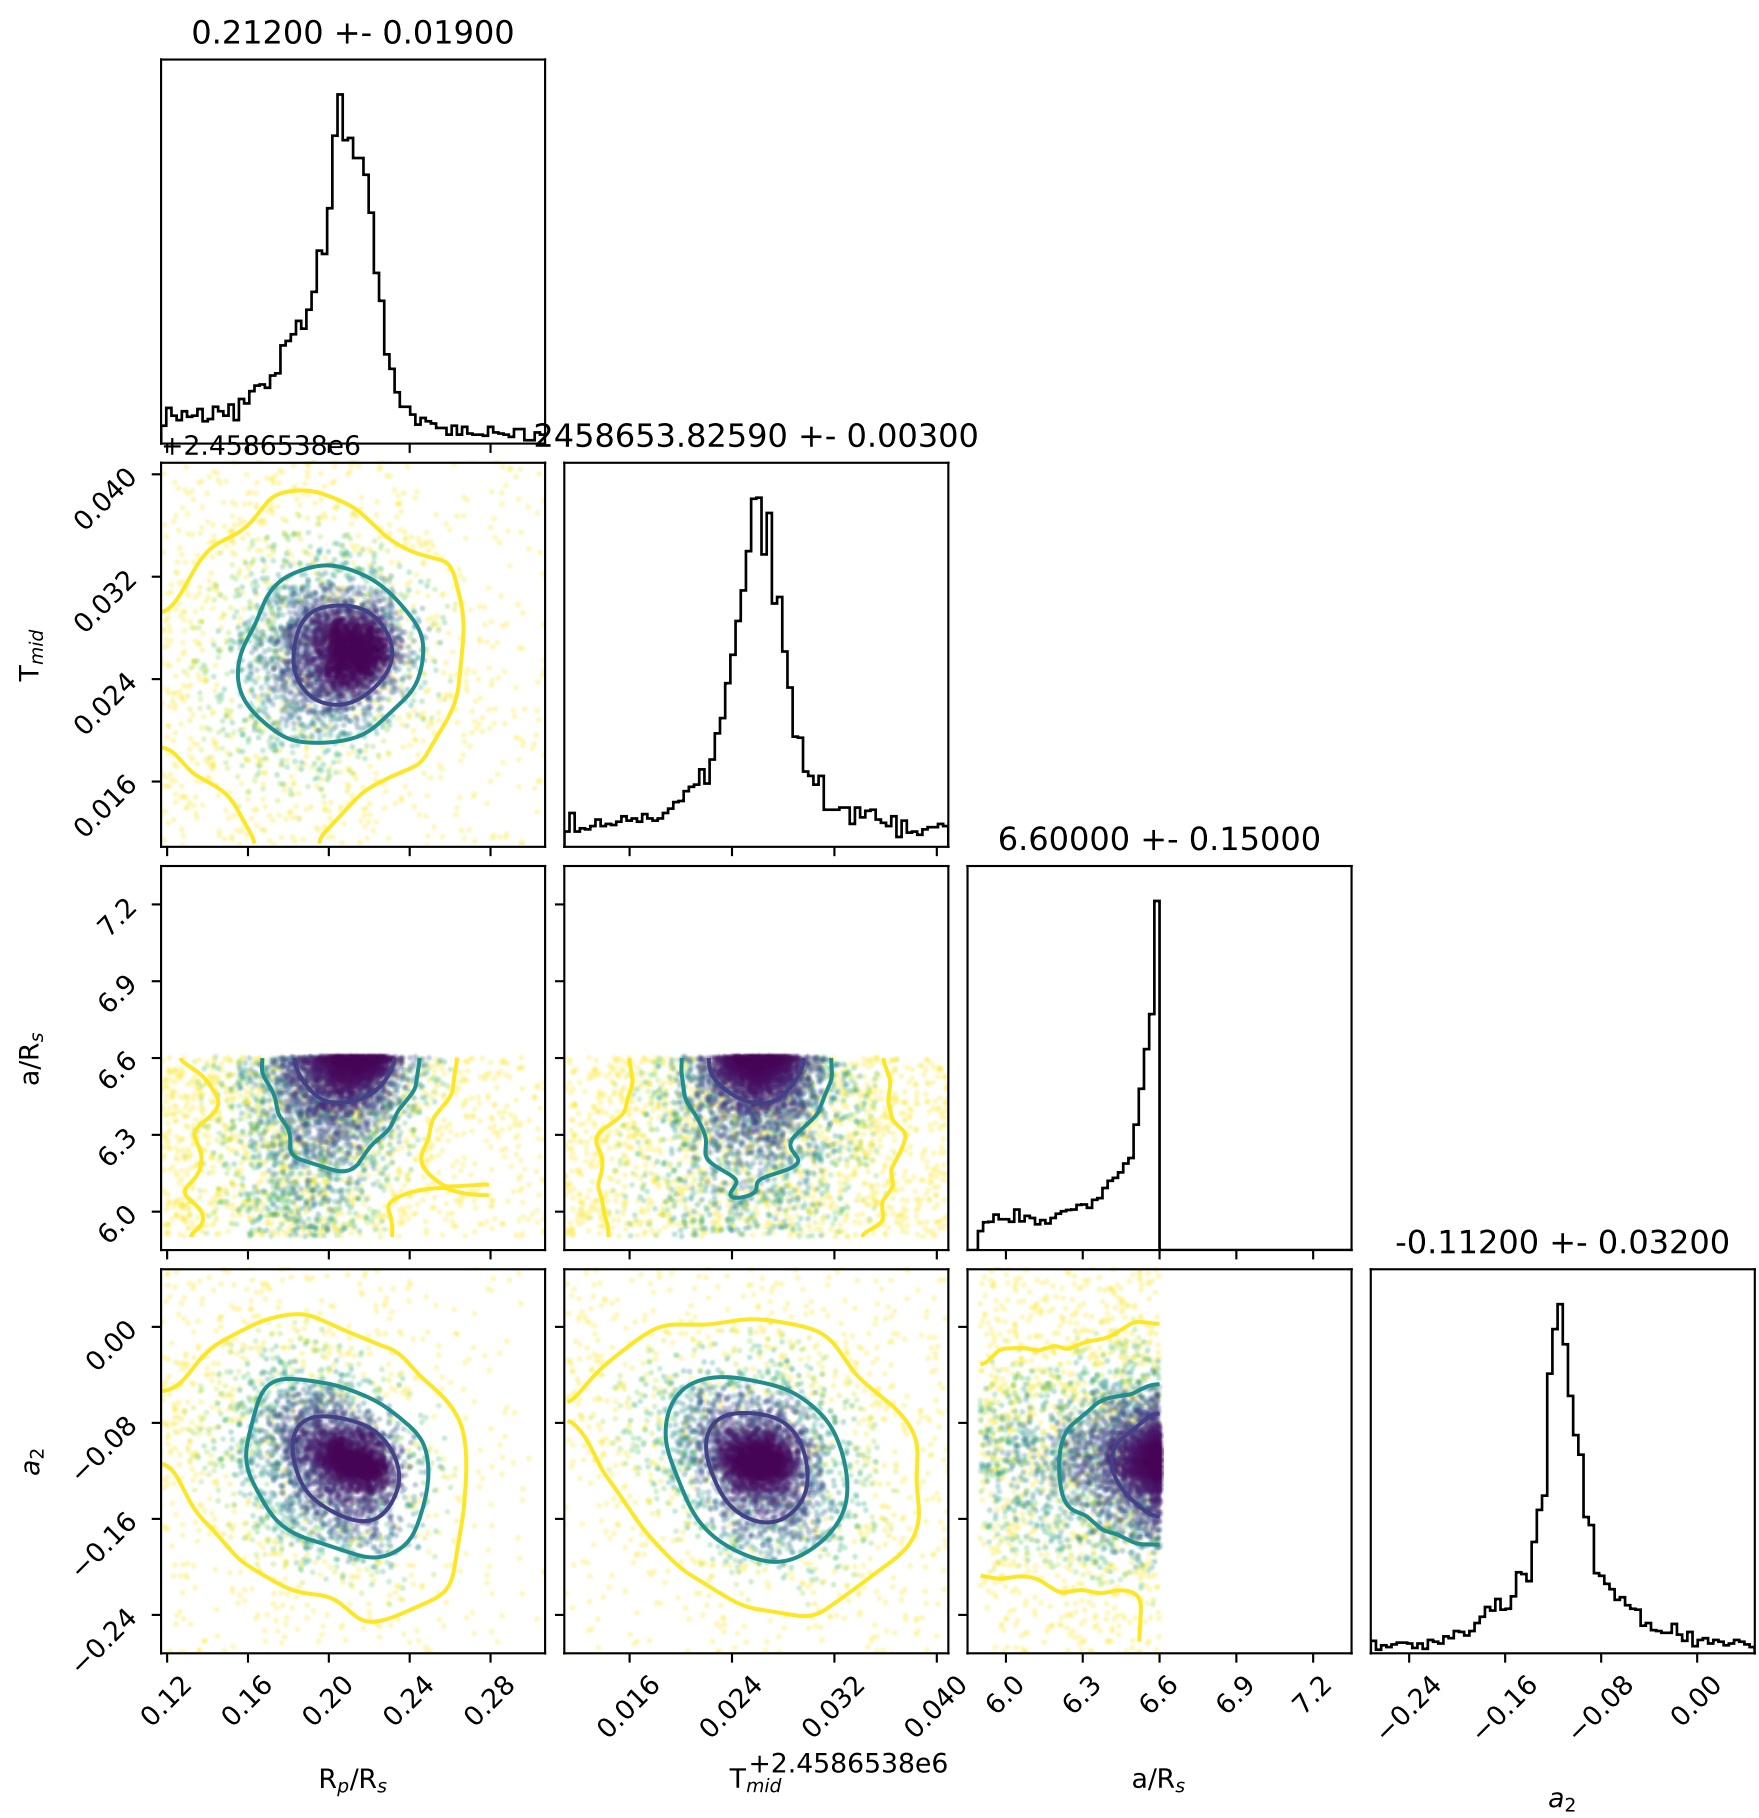 0.21200 +- 0.01900
+2.4586538e6
2458653.82590 +- 0.00300
0.040
0.032
0.024
0.016
T_mid
6.60000 +- 0.15000
7.2
6.9
6.6
6.3
6.0
a/R_s
-0.11200 +- 0.03200
0.00
−0.08
−0.16
−0.24
a_2
0.12 0.16 0.20 0.24 0.28
0.016 0.024 0.032 0.040
6.0 6.3 6.6 6.9 7.2
−0.24 −0.16 −0.08 0.00
+2.4586538e6
R_p/R_s
T_mid
a/R_s
a_2